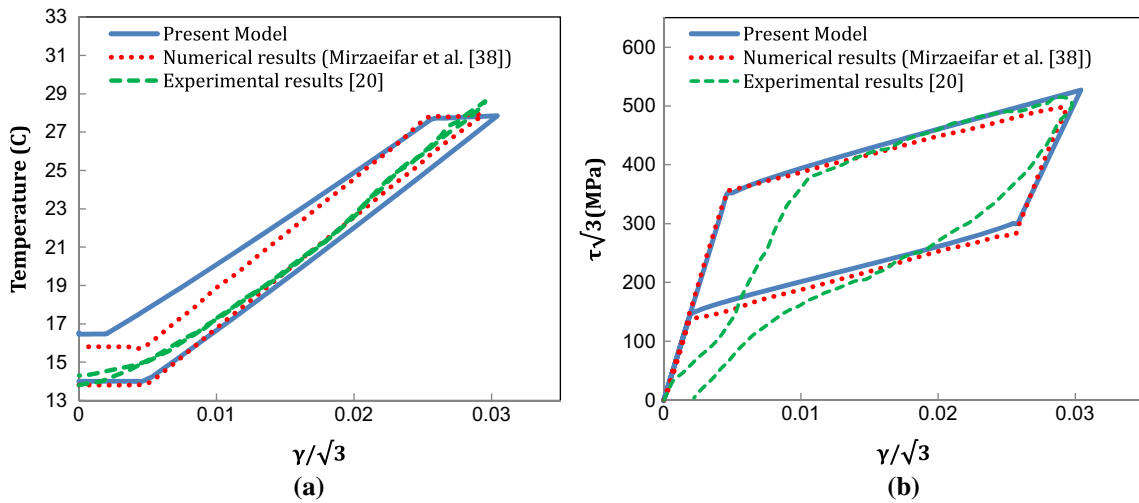 (a)
33
31
29
27
25
23
21
19
17
15
13
Temperature (C)
Present Model
Numerical results (Mirzaeifar et al. [38])
Experimental results [20]
0
0.01
0.02
0.03
γ/√3
(a)
(b)
600
500
400
300
200
100
0
τ√3(MPa)
Present Model
Numerical results (Mirzaeifar et al. [38])
Experimental results [20]
0
0.01
0.02
0.03
γ/√3
(b)